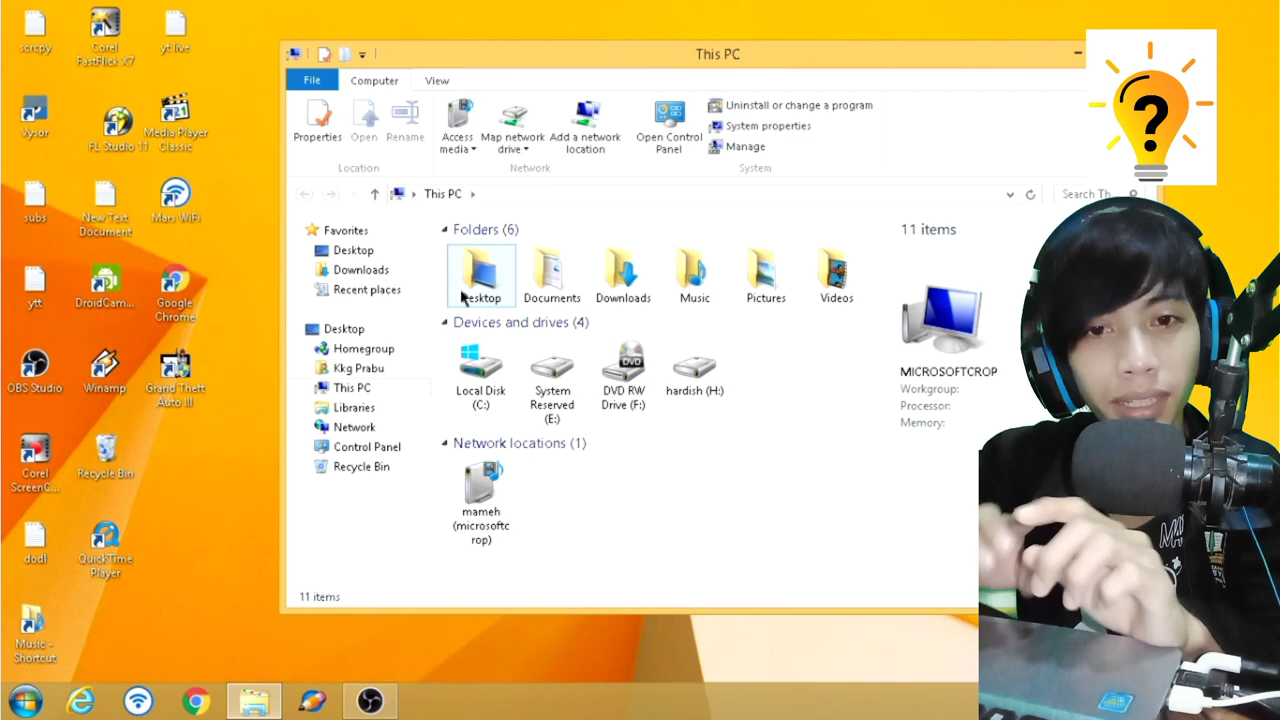 scrcpy
Corel
FastFlick X7
yt live
Vysor
FL Studio 11
Media Player
Classic
subs
New Text
Document
Mars WiFi
ytt
DroidCam...
Google
Chrome
OBS Studio
Winamp
Grand Theft
Auto III
Corel
ScreenC...
Recycle Bin
dodl
QuickTime
Player
Music -
Shortcut
This PC
File
Computer
View
Properties
Open
Rename
Location
Access
media
Map network
drive
Add a network
location
Network
Open Control
Panel
Uninstall or change a program
System properties
Manage
System
This PC
Search Th...
Favorites
Desktop
Downloads
Recent places
Desktop
Homegroup
Kkg Prabu
This PC
Libraries
Network
Control Panel
Recycle Bin
Folders (6)
Desktop
Documents
Downloads
Music
Pictures
Videos
Devices and drives (4)
Local Disk
(C:)
System
Reserved
(E:)
DVD
DVD RW
Drive (F:)
hardish (H:)
Network locations (1)
mameh
(microsoftc
rop)
11 items
MICROSOFTCROP
Workgroup:
Processor:
Memory:
11 items
?